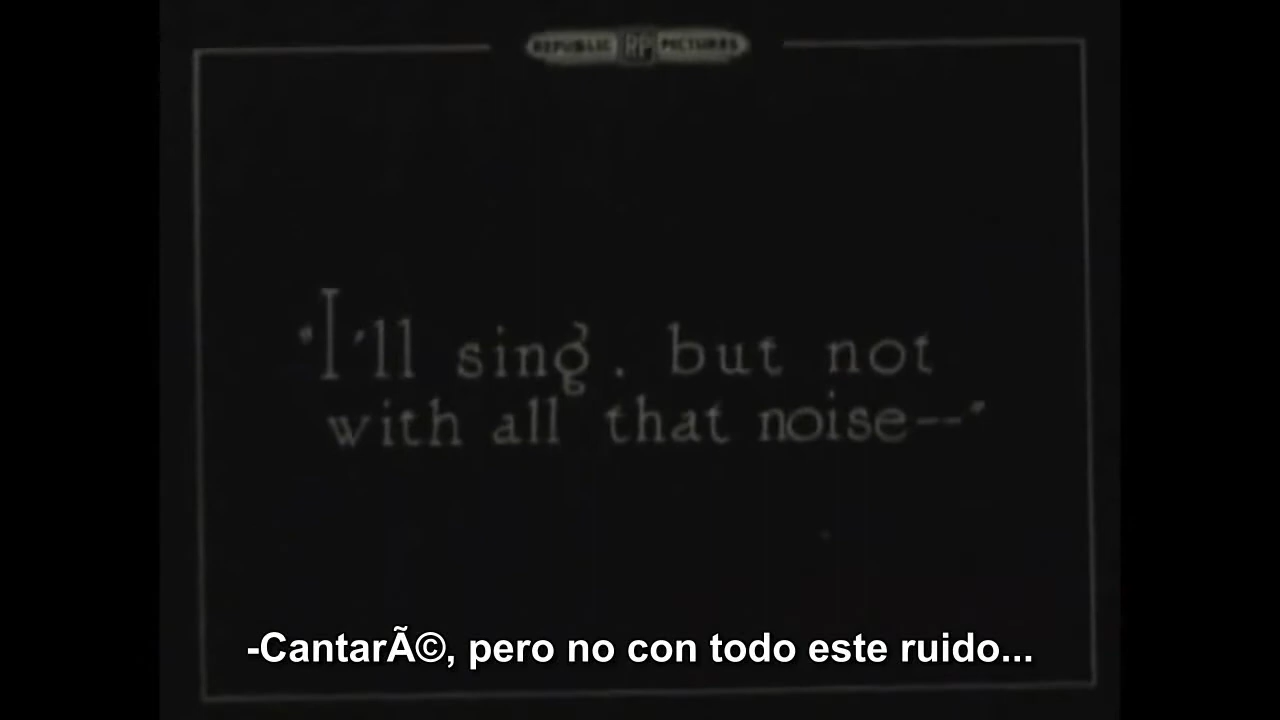 REPUBLIC RP PICTURES
"I'll sing, but not
with all that noise--"
-CantarÃ©, pero no con todo este ruido...